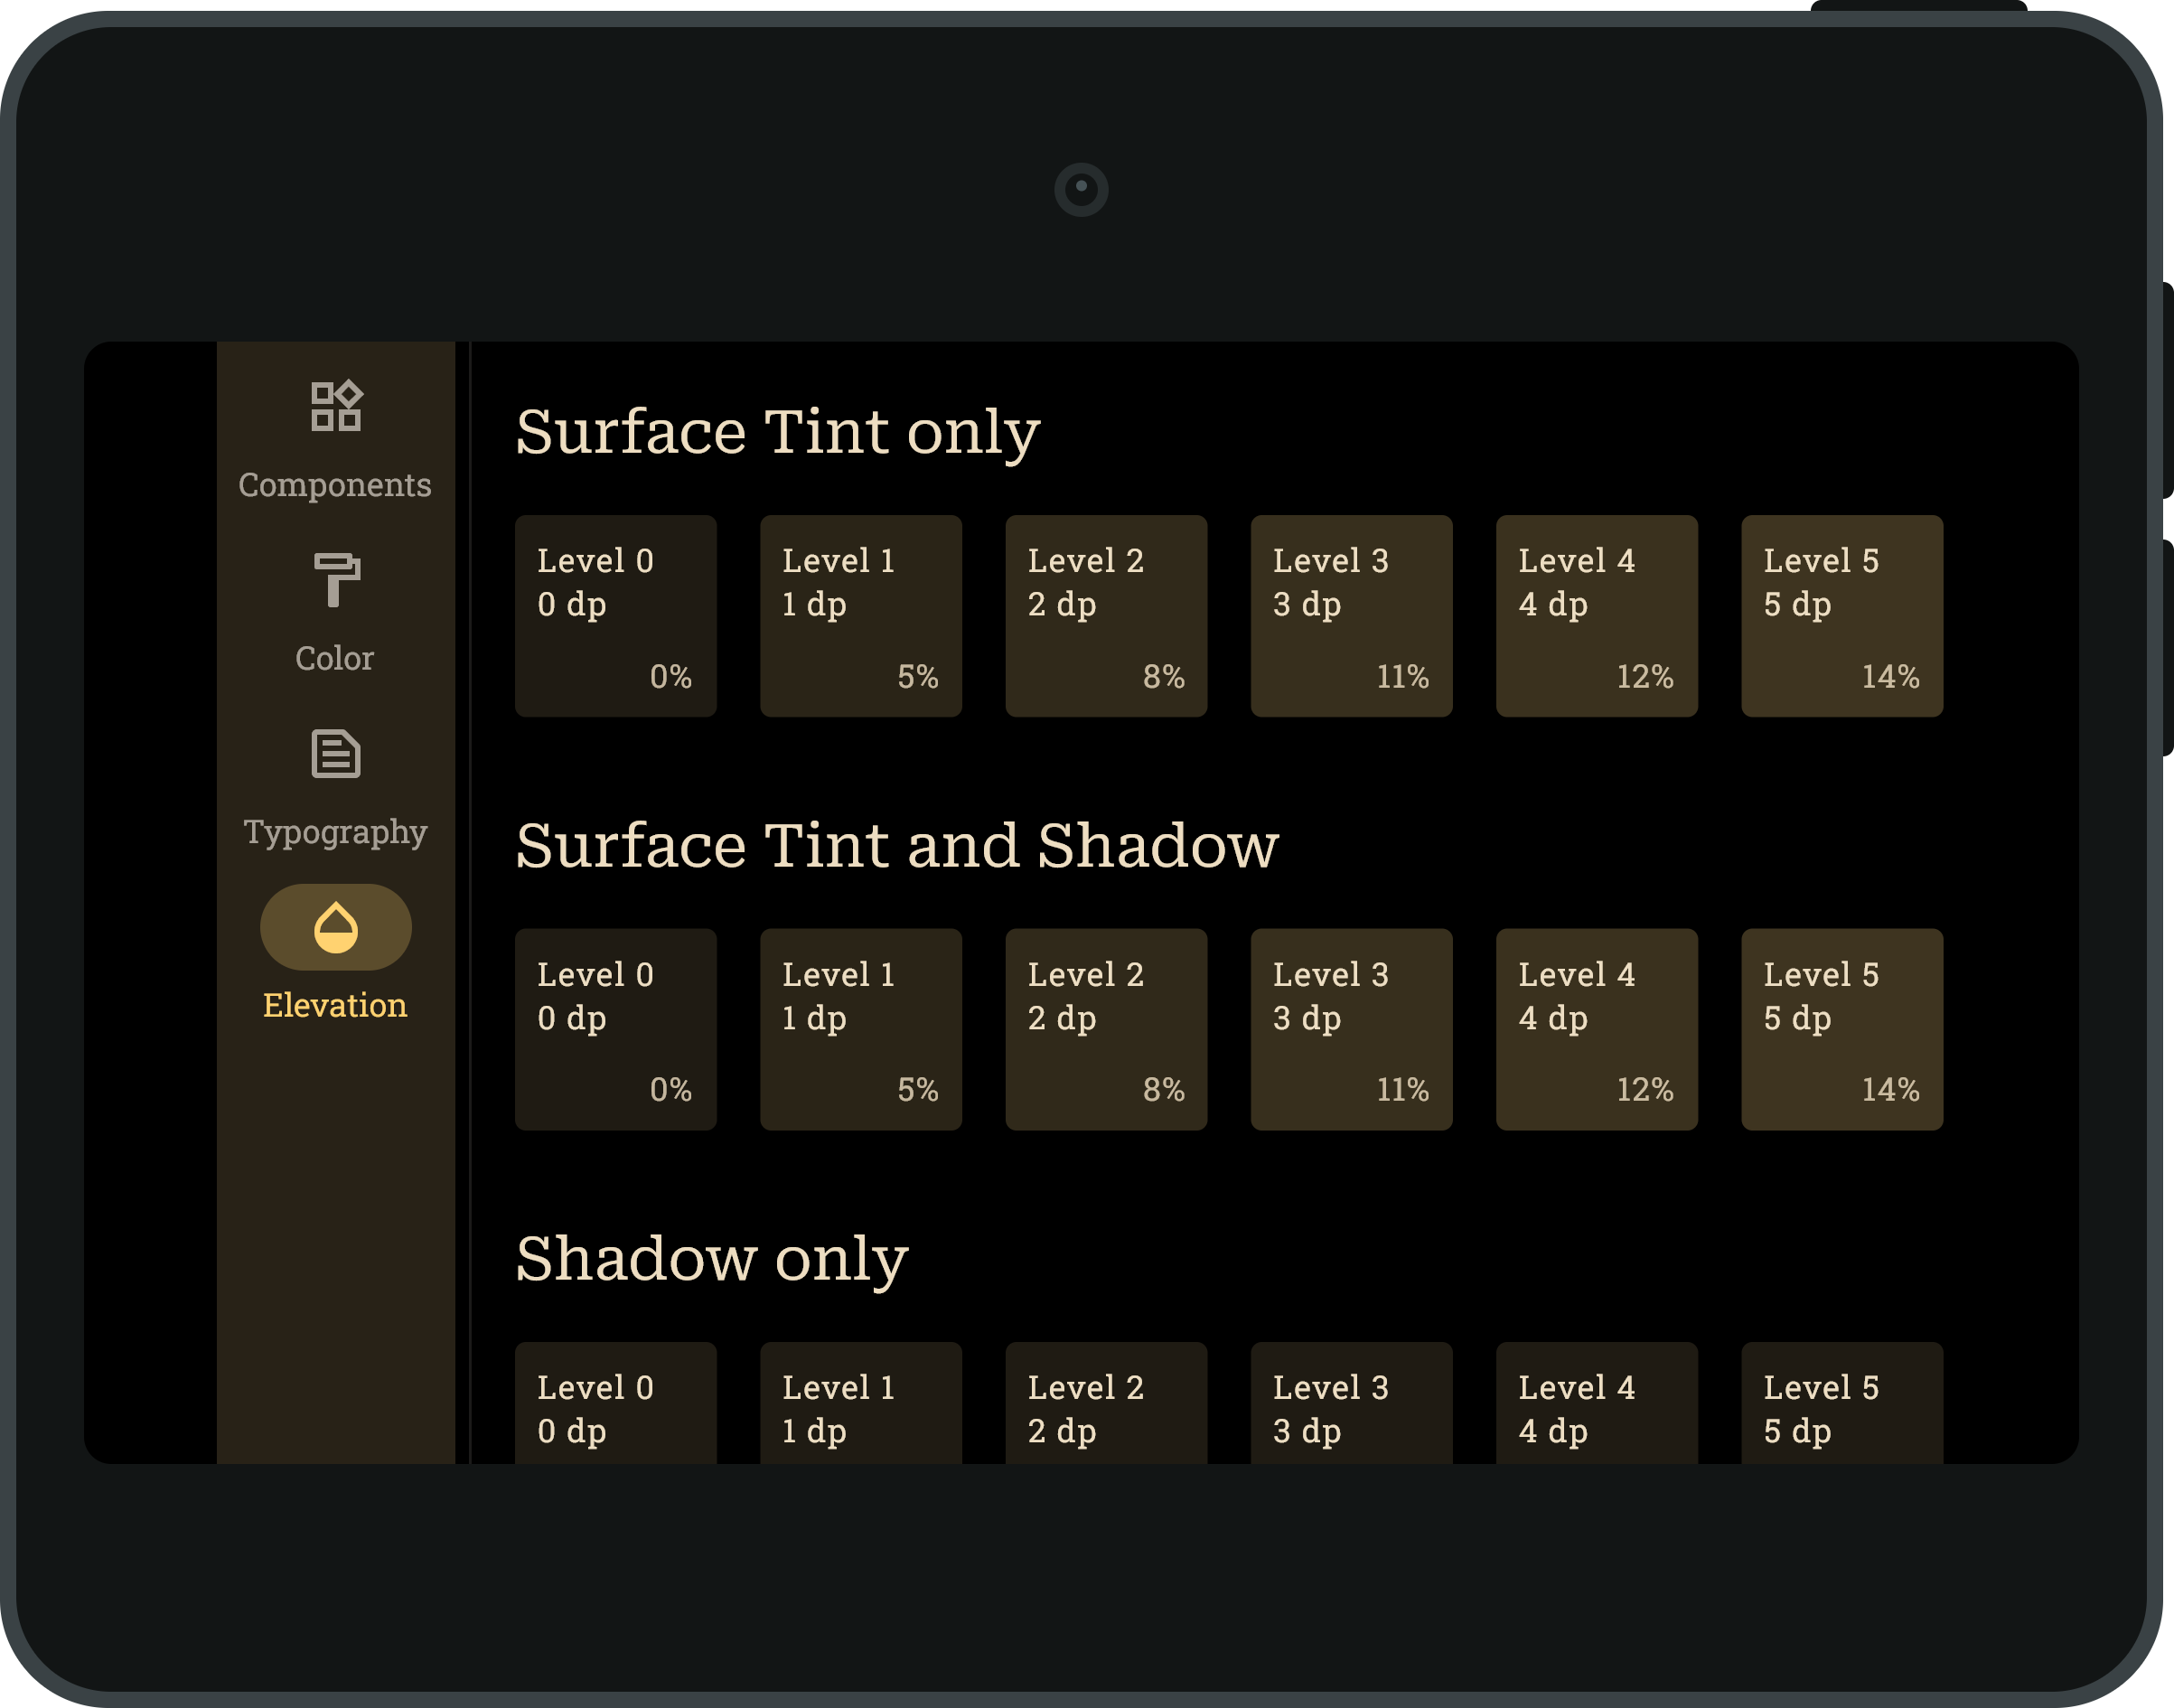 Components
Color
Typography
Elevation
Surface Tint only
Level 0
0 dp
0%
Level 1
1 dp
5%
Level 2
2 dp
8%
Level 3
3 dp
11%
Level 4
4 dp
12%
Level 5
5 dp
14%
Surface Tint and Shadow
Level 0
0 dp
0%
Level 1
1 dp
5%
Level 2
2 dp
8%
Level 3
3 dp
11%
Level 4
4 dp
12%
Level 5
5 dp
14%
Shadow only
Level 0
0 dp
Level 1
1 dp
Level 2
2 dp
Level 3
3 dp
Level 4
4 dp
Level 5
5 dp